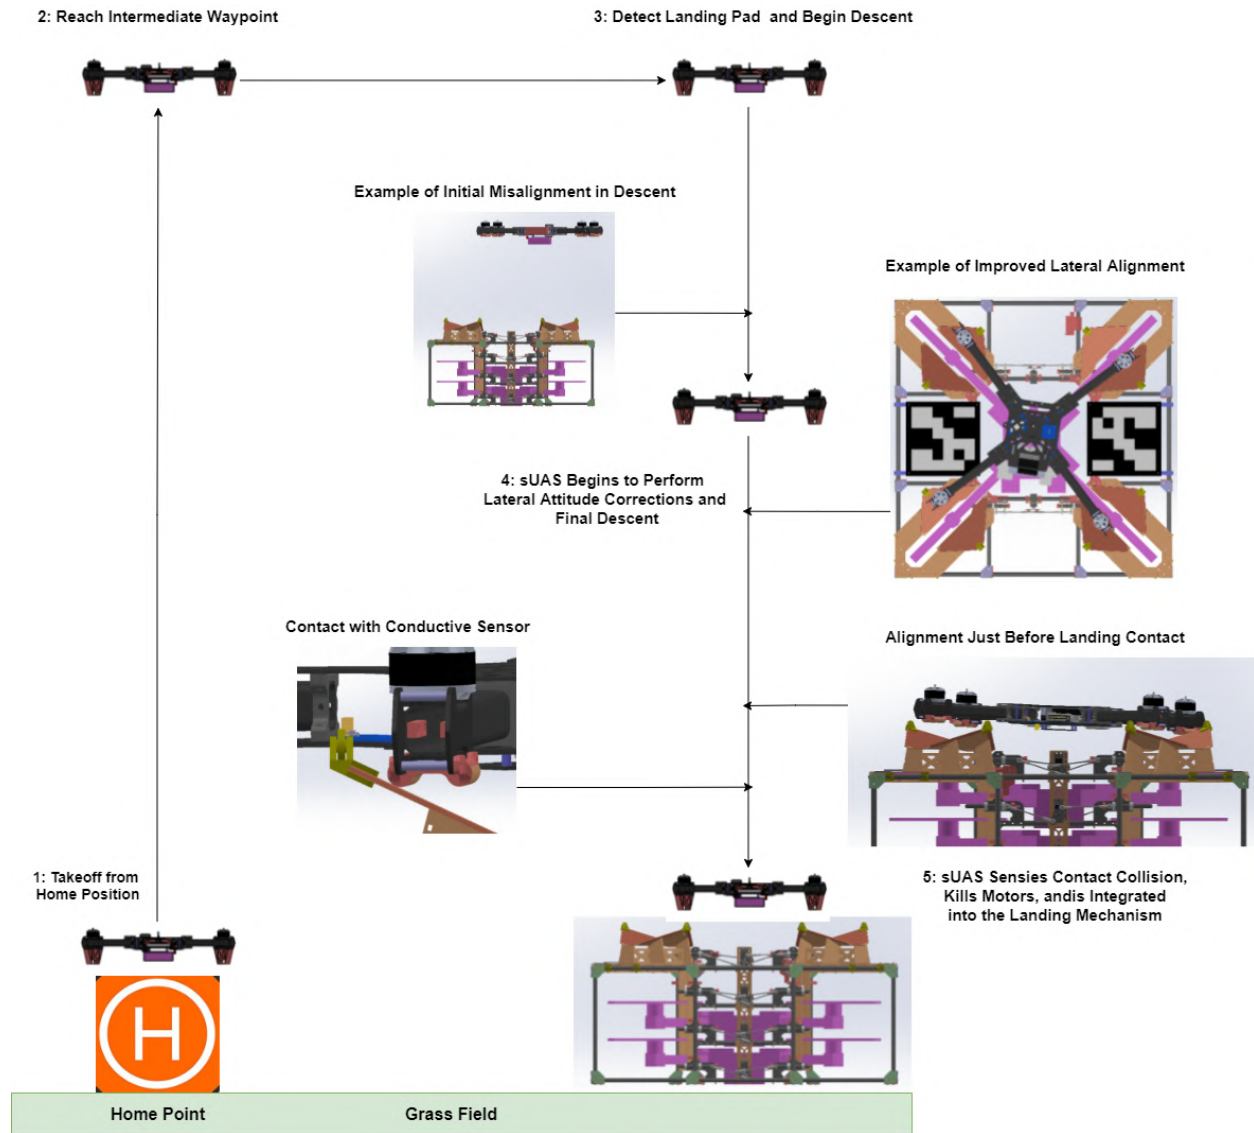 2: Reach Intermediate Waypoint
3: Detect Landing Pad and Begin Descent
Example of Initial Misalignment in Descent
Example of Improved Lateral Alignment
4: sUAS Begins to Perform
Lateral Attitude Corrections and
Final Descent
Contact with Conductive Sensor
Alignment Just Before Landing Contact
1: Takeoff from
Home Position
5: sUAS Sensies Contact Collision,
Kills Motors, andis Integrated
into the Landing Mechanism
H
Home Point
Grass Field